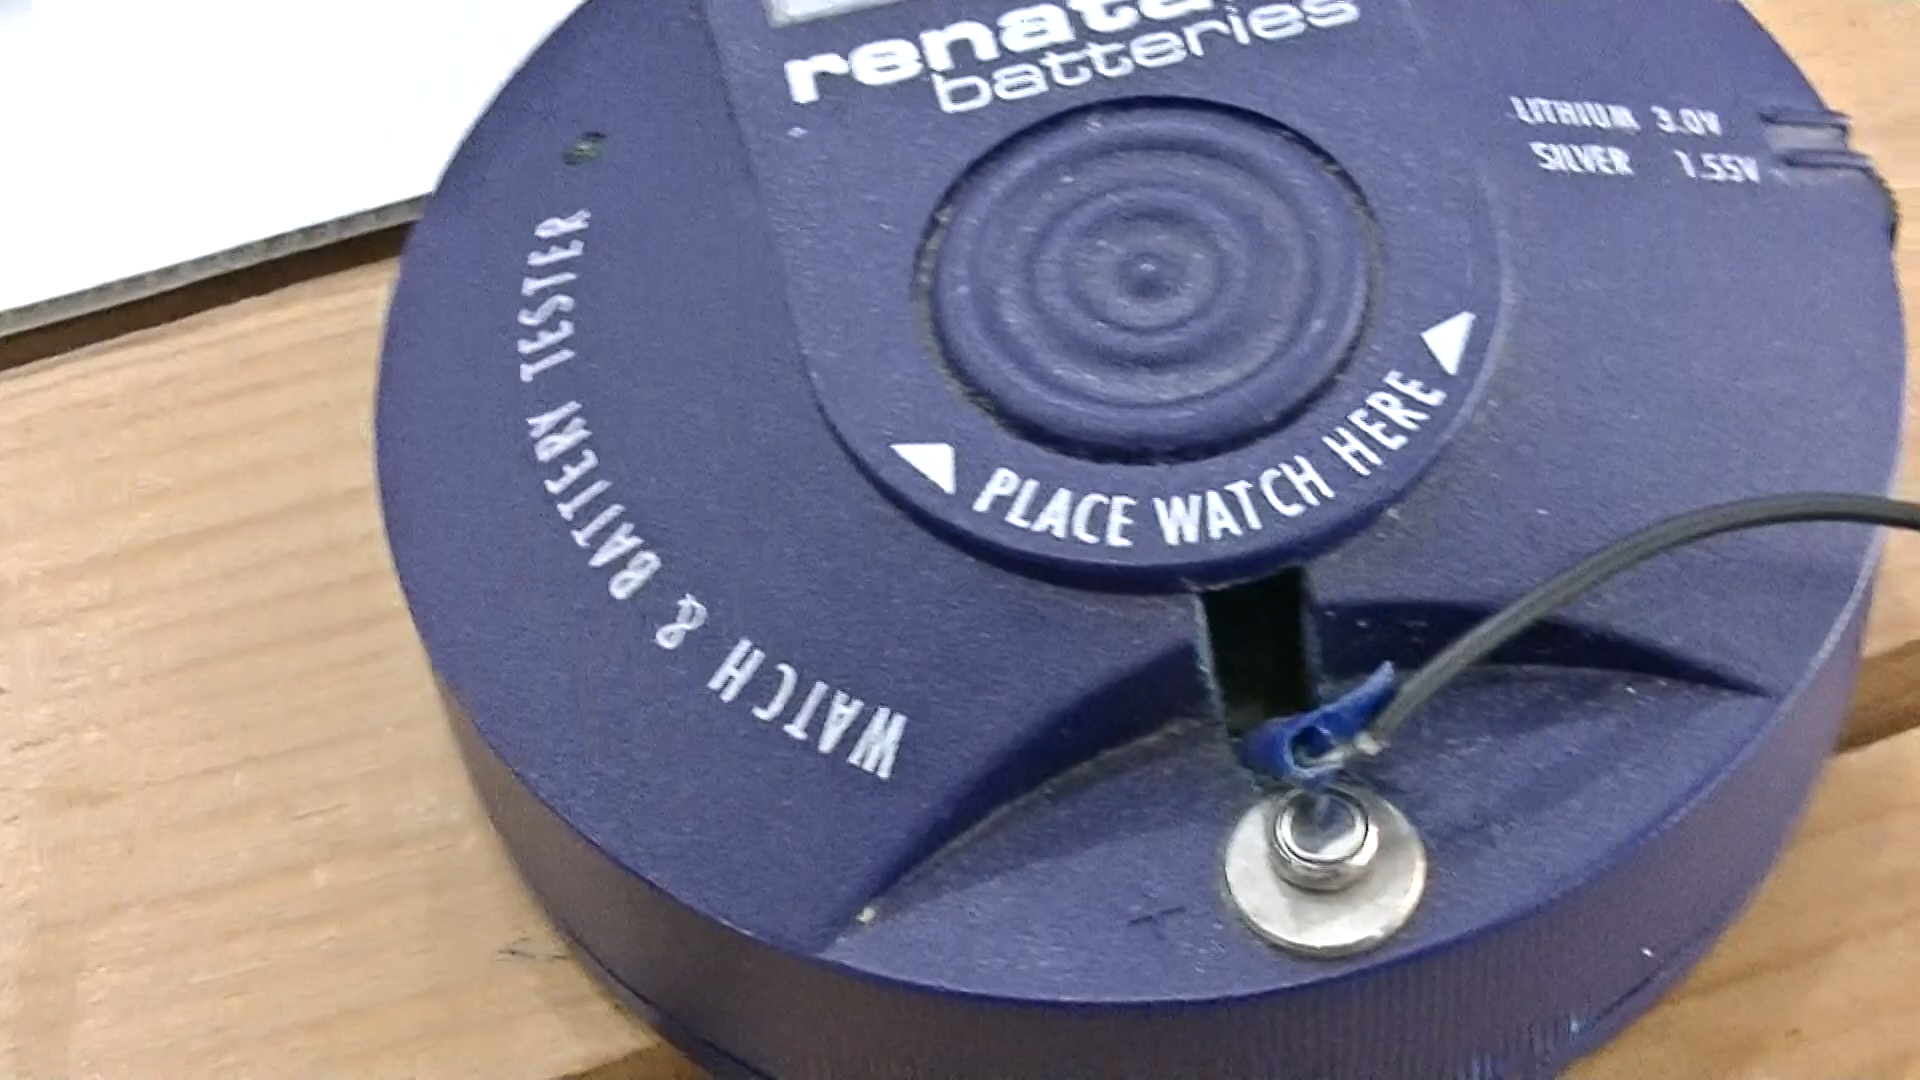 renata
batteries
LITHIUM 3.0V
SILVER 1.55V
PLACE WATCH HERE
WATCH & BATTERY TESTER